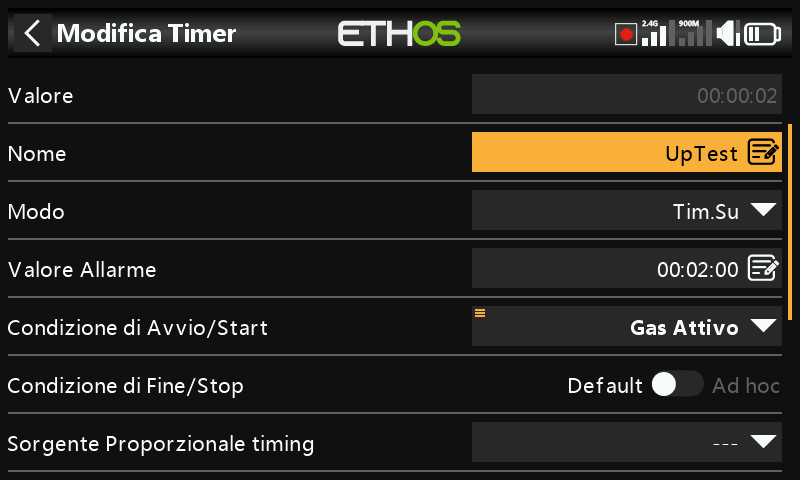 Modifica Timer ETHOS 2.4G 900M
Valore 00:00:02
Nome UpTest
Modo Tim.Su
Valore Allarme 00:02:00
Condizione di Avvio/Start Gas Attivo
Condizione di Fine/Stop Default Ad hoc
Sorgente Proporzionale timing ---